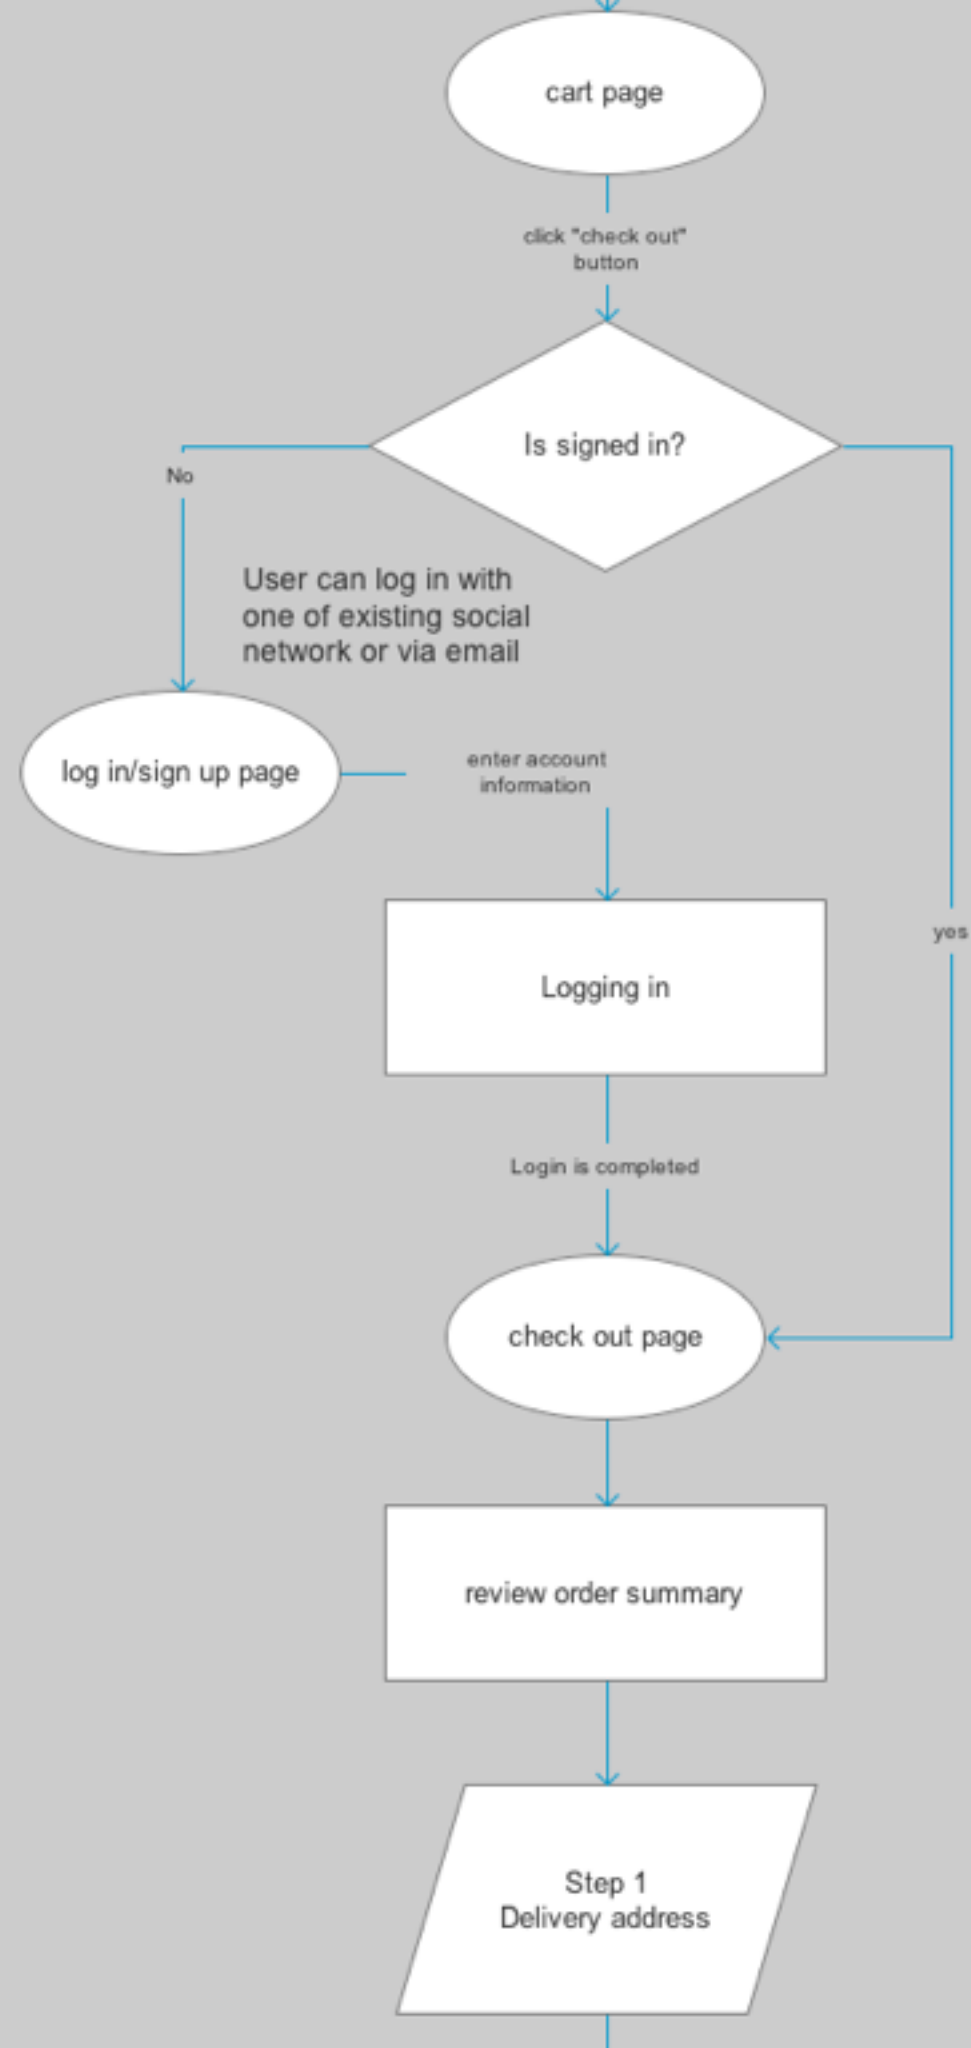 cart page
click "check out"
button
Is signed in?
No
User can log in with
one of existing social
network or via email
log in/sign up page
enter account
information
yes
Logging in
Login is completed
check out page
review order summary
Step 1
Delivery address